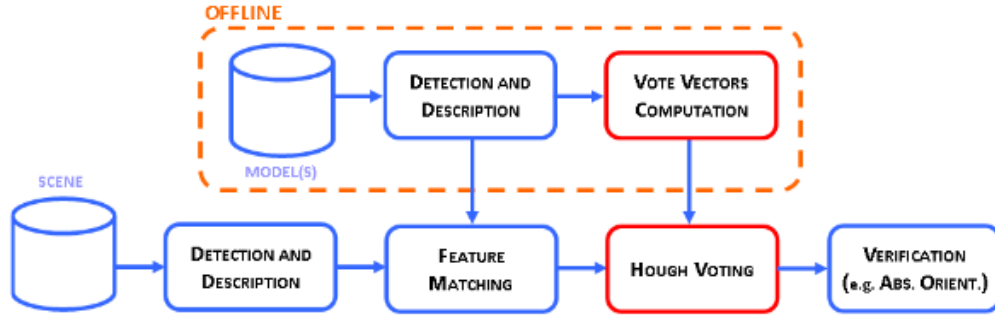 OFFLINE
DETECTION AND
DESCRIPTION
VOTE VECTORS
COMPUTATION
MODEL(S)
SCENE
DETECTION AND
DESCRIPTION
FEATURE
MATCHING
HOUGH VOTING
VERIFICATION
(e.g. ABS. ORIENT.)